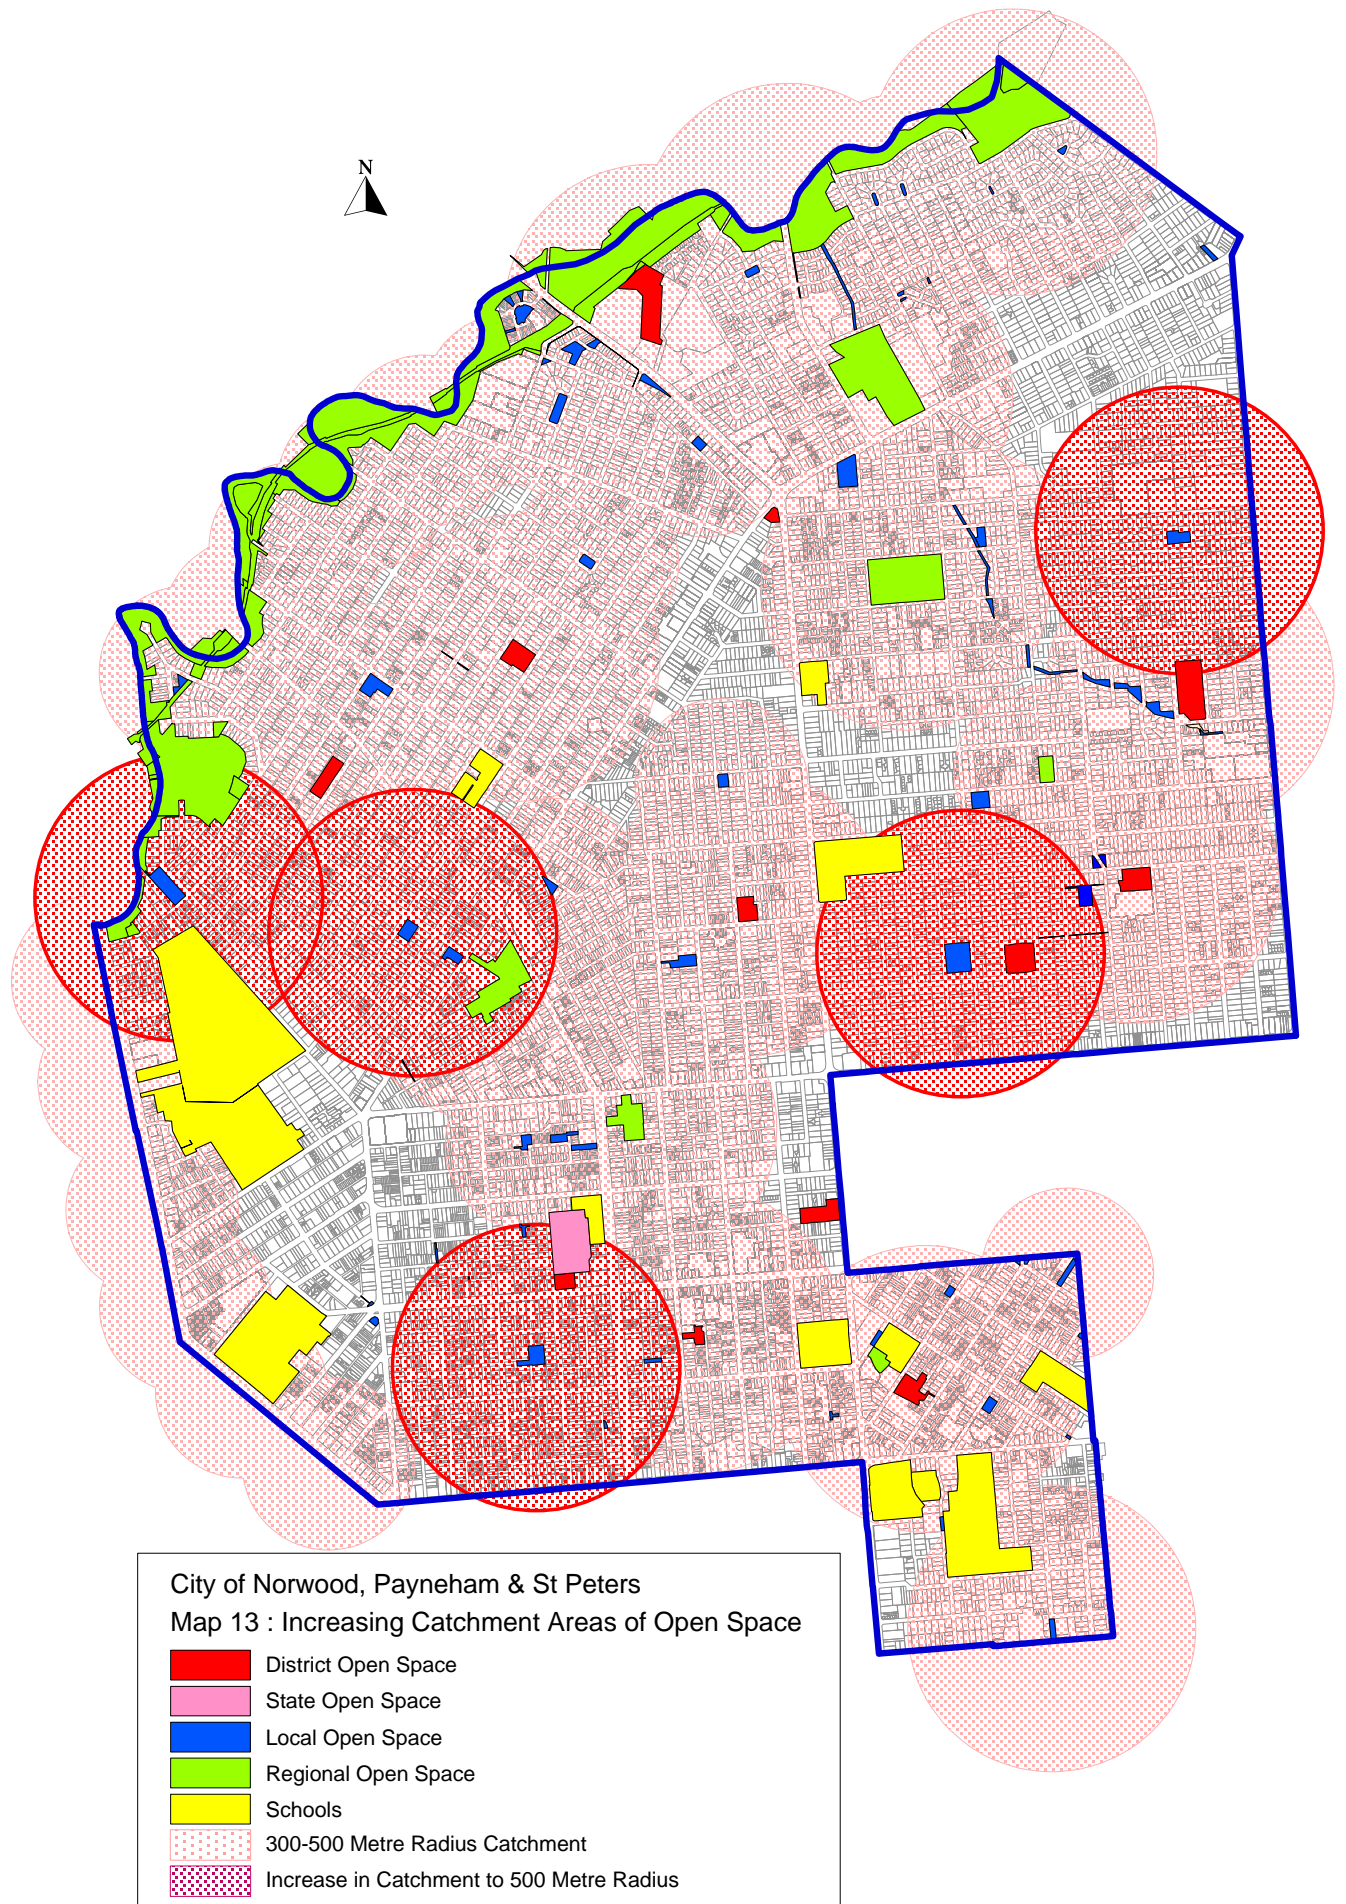 N
City of Norwood, Payneham & St Peters
Map 13 : Increasing Catchment Areas of Open Space
District Open Space
State Open Space
Local Open Space
Regional Open Space
Schools
300-500 Metre Radius Catchment
Increase in Catchment to 500 Metre Radius